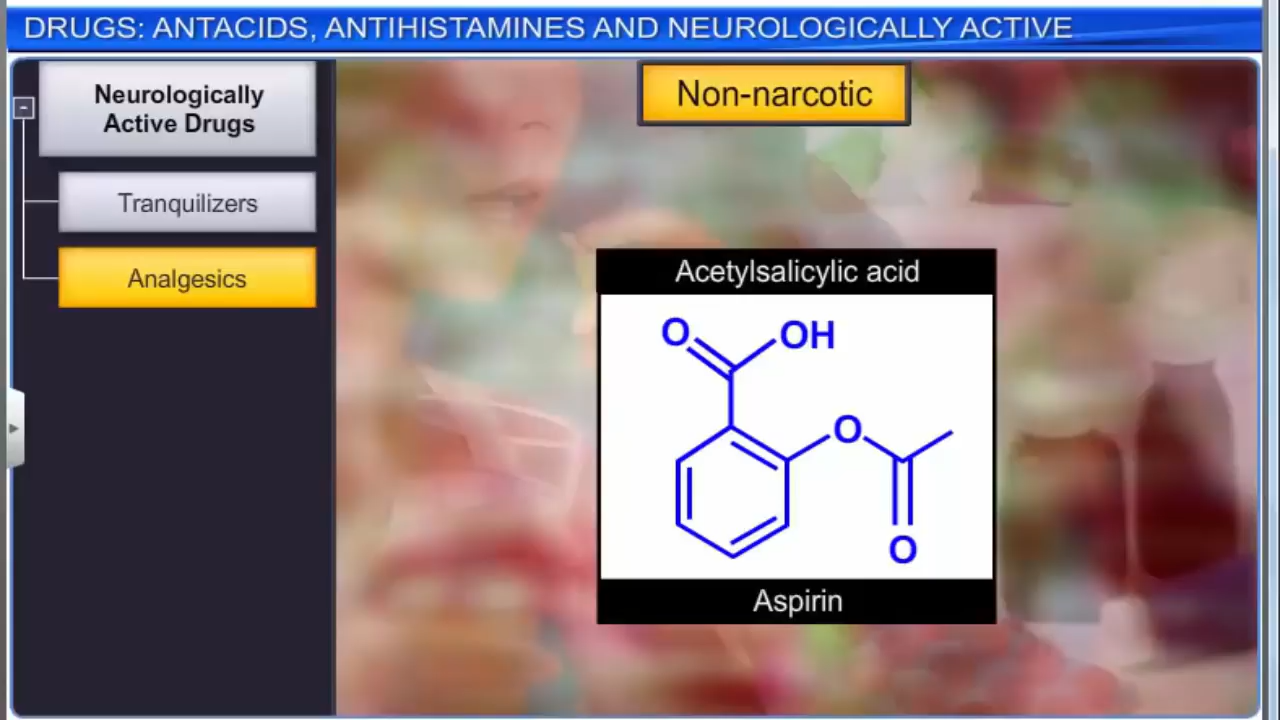 DRUGS: ANTACIDS, ANTIHISTAMINES AND NEUROLOGICALLY ACTIVE
Neurologically
Active Drugs
Tranquilizers
Analgesics
Non-narcotic
Acetylsalicylic acid
O OH
O
O
Aspirin